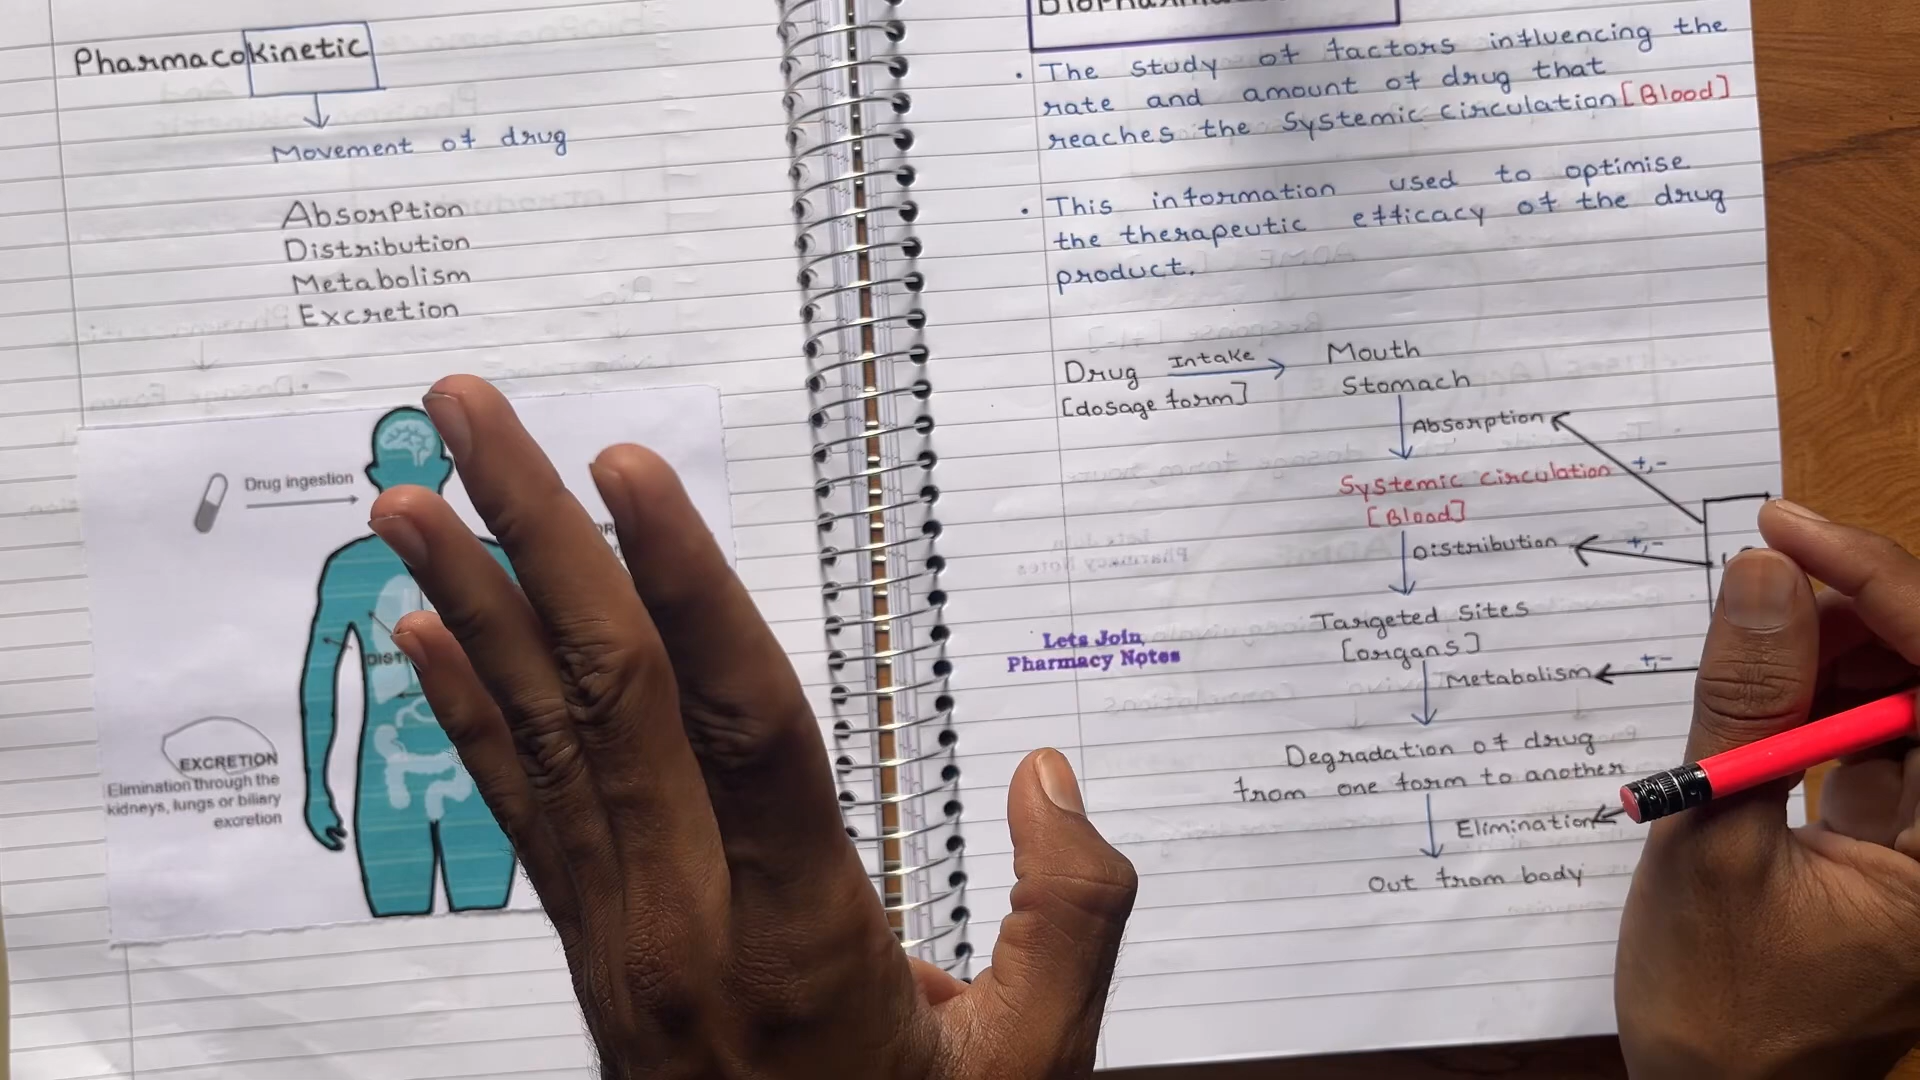 Pharmacokinetic
Movement of drug
Absorption
Distribution
Metabolism
Excretion
Drug ingestion
EXCRETION
Elimination through the
kidneys, lungs or biliary
excretion
The study of factors influencing the
rate and amount of drug that
reaches the Systemic circulation [Blood]
This information used to optimise
the therapeutic efficacy of the drug
product.
Drug Intake Mouth
[dosage form] Stomach
Absorption
+,-
Systemic circulation
[Blood]
Distribution +,-
Targeted Sites
[organs]
Metabolism +,-
Lets Join,
Pharmacy Notes
Degradation of drug
from one form to another
Elimination
Out from body